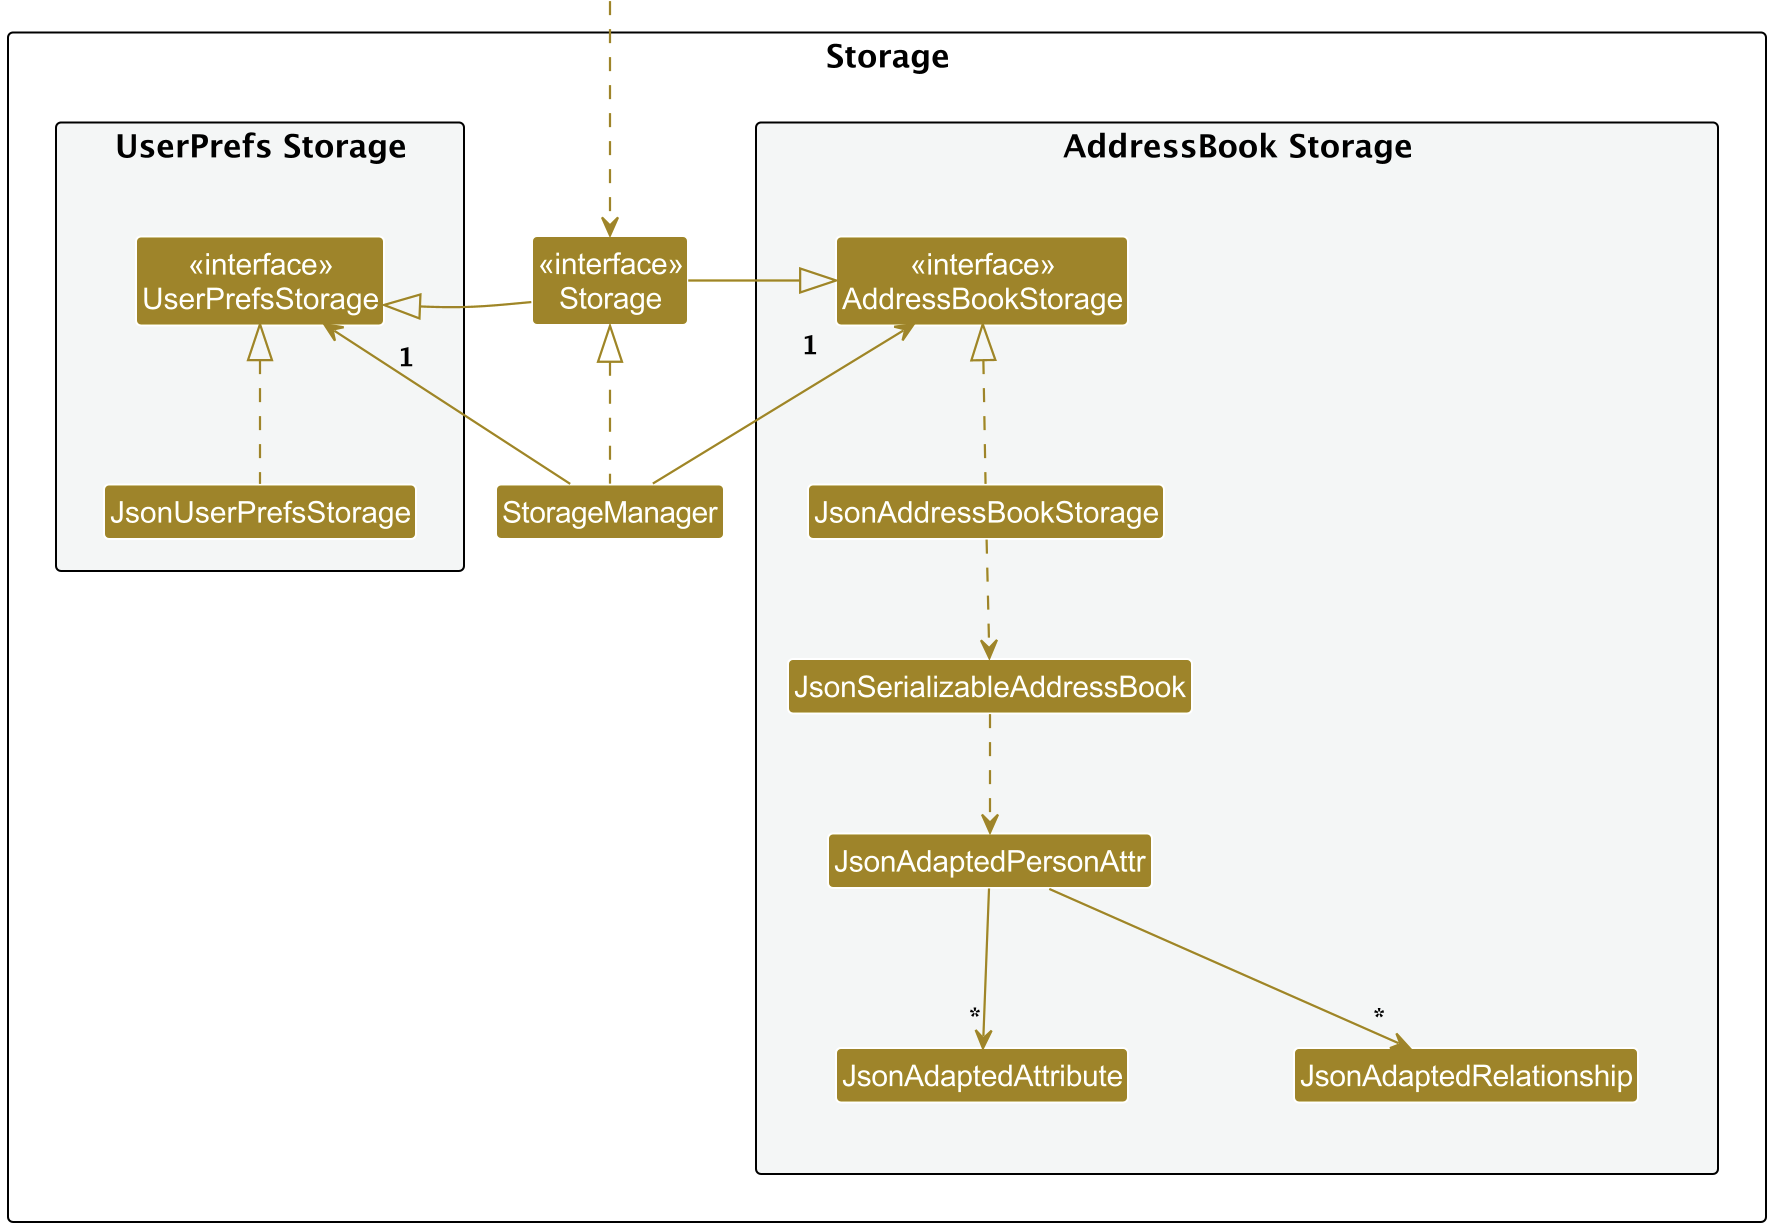 Storage
UserPrefs Storage
AddressBook Storage
«interface»
UserPrefsStorage
«interface»
Storage
«interface»
AddressBookStorage
1
1
JsonUserPrefsStorage
StorageManager
JsonAddressBookStorage
JsonSerializableAddressBook
JsonAdaptedPersonAttr
*
*
JsonAdaptedAttribute
JsonAdaptedRelationship